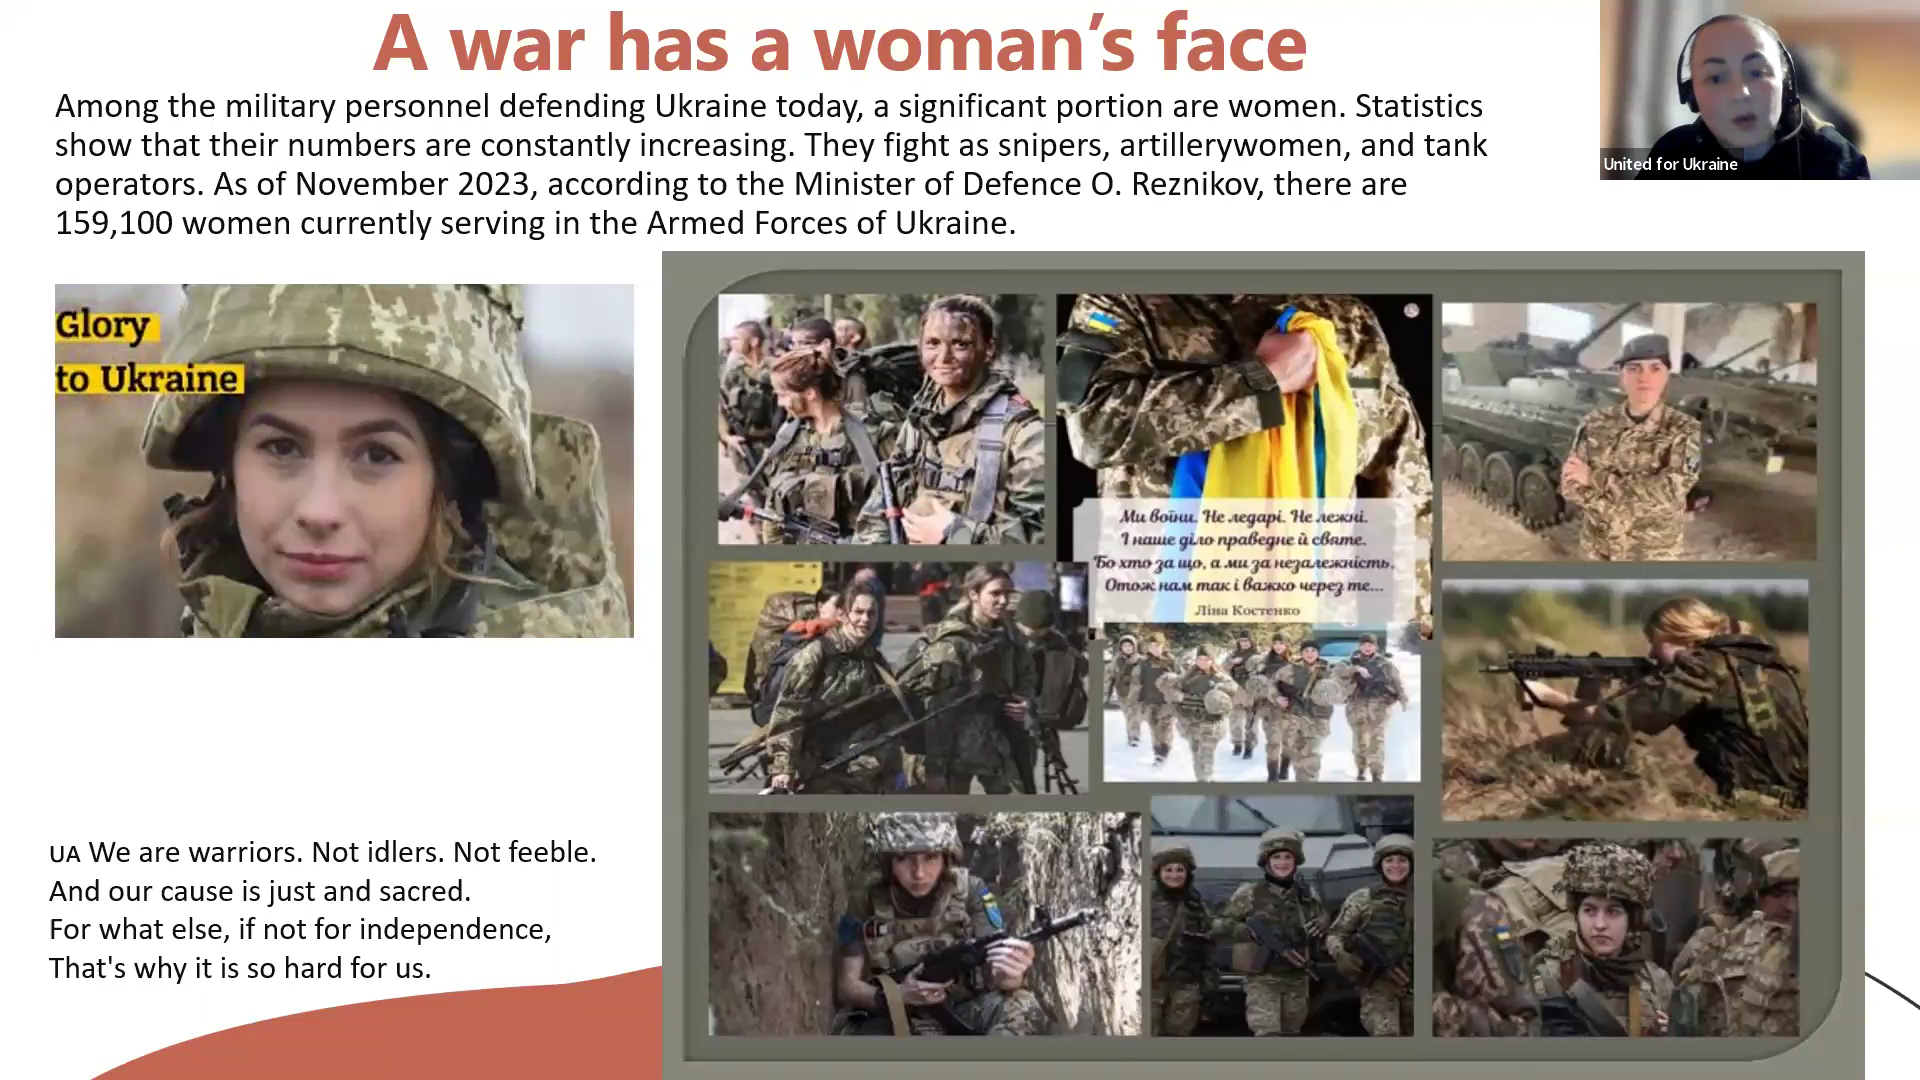 A war has a woman’s face
Among the military personnel defending Ukraine today, a significant portion are women. Statistics
show that their numbers are constantly increasing. They fight as snipers, artillerywomen, and tank
operators. As of November 2023, according to the Minister of Defence O. Reznikov, there are
159,100 women currently serving in the Armed Forces of Ukraine.
United for Ukraine
Glory
to Ukraine
Ми воїни. Не ледарі. Не лежні.
І наше діло праведне й святе.
Бо хто за що, а ми за незалежність.
Отож нам так і важко через те...
Ліна Костенко
UA We are warriors. Not idlers. Not feeble.
And our cause is just and sacred.
For what else, if not for independence,
That's why it is so hard for us.